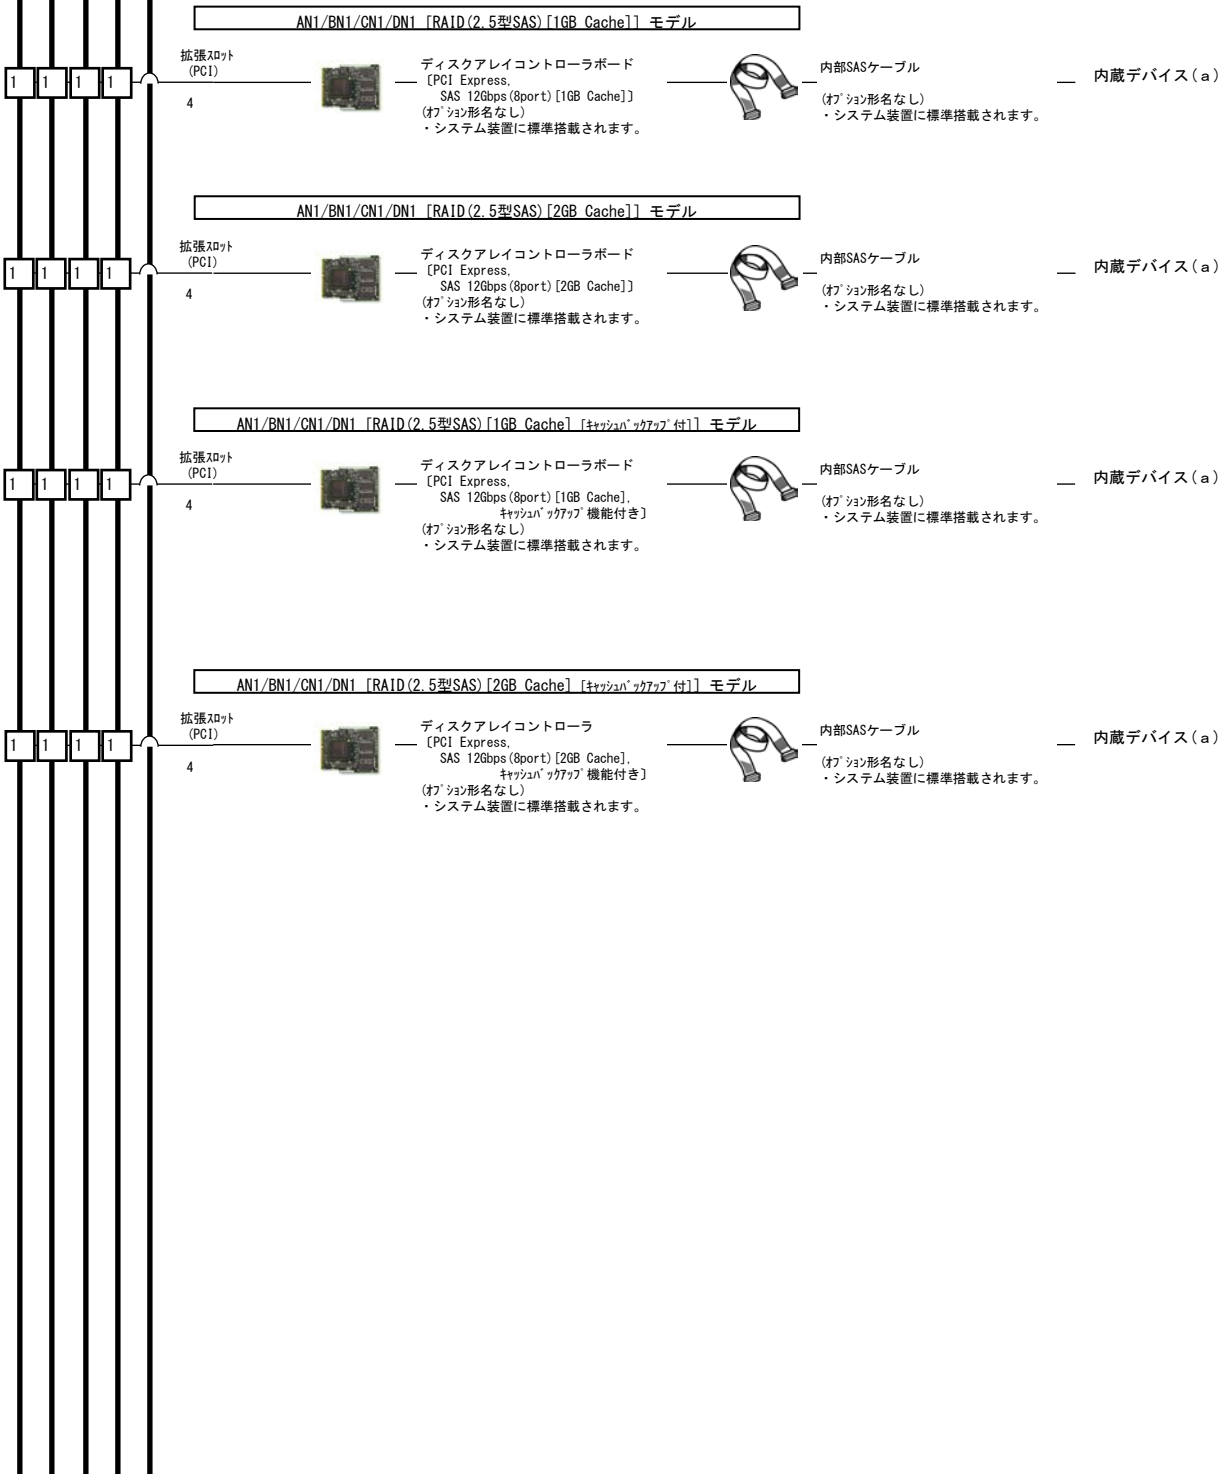 AN1/BN1/CN1/DN1 [RAID(2.5型SAS)[1GB Cache]] モデル
拡張ｽﾛｯﾄ
(PCI)
1 1 1 1
4
ディスクアレイコントローラボード
〔PCI Express,
SAS 12Gbps(8port)[1GB Cache]〕
(ｵﾌﾟｼｮﾝ形名なし)
・システム装置に標準搭載されます。
内部SASケーブル
(ｵﾌﾟｼｮﾝ形名なし)
・システム装置に標準搭載されます。
内蔵デバイス(a)
AN1/BN1/CN1/DN1 [RAID(2.5型SAS)[2GB Cache]] モデル
拡張ｽﾛｯﾄ
(PCI)
1 1 1 1
4
ディスクアレイコントローラボード
〔PCI Express,
SAS 12Gbps(8port)[2GB Cache]〕
(ｵﾌﾟｼｮﾝ形名なし)
・システム装置に標準搭載されます。
内部SASケーブル
(ｵﾌﾟｼｮﾝ形名なし)
・システム装置に標準搭載されます。
内蔵デバイス(a)
AN1/BN1/CN1/DN1 [RAID(2.5型SAS)[1GB Cache] [ｷｬｯｼｭﾊﾞｯｸｱｯﾌﾟ付]] モデル
拡張ｽﾛｯﾄ
(PCI)
1 1 1 1
4
ディスクアレイコントローラボード
〔PCI Express,
SAS 12Gbps(8port)[1GB Cache],
ｷｬｯｼｭﾊﾞｯｸｱｯﾌﾟ機能付き〕
(ｵﾌﾟｼｮﾝ形名なし)
・システム装置に標準搭載されます。
内部SASケーブル
(ｵﾌﾟｼｮﾝ形名なし)
・システム装置に標準搭載されます。
内蔵デバイス(a)
AN1/BN1/CN1/DN1 [RAID(2.5型SAS)[2GB Cache] [ｷｬｯｼｭﾊﾞｯｸｱｯﾌﾟ付]] モデル
拡張ｽﾛｯﾄ
(PCI)
1 1 1 1
4
ディスクアレイコントローラ
〔PCI Express,
SAS 12Gbps(8port)[2GB Cache],
ｷｬｯｼｭﾊﾞｯｸｱｯﾌﾟ機能付き〕
(ｵﾌﾟｼｮﾝ形名なし)
・システム装置に標準搭載されます。
内部SASケーブル
(ｵﾌﾟｼｮﾝ形名なし)
・システム装置に標準搭載されます。
内蔵デバイス(a)